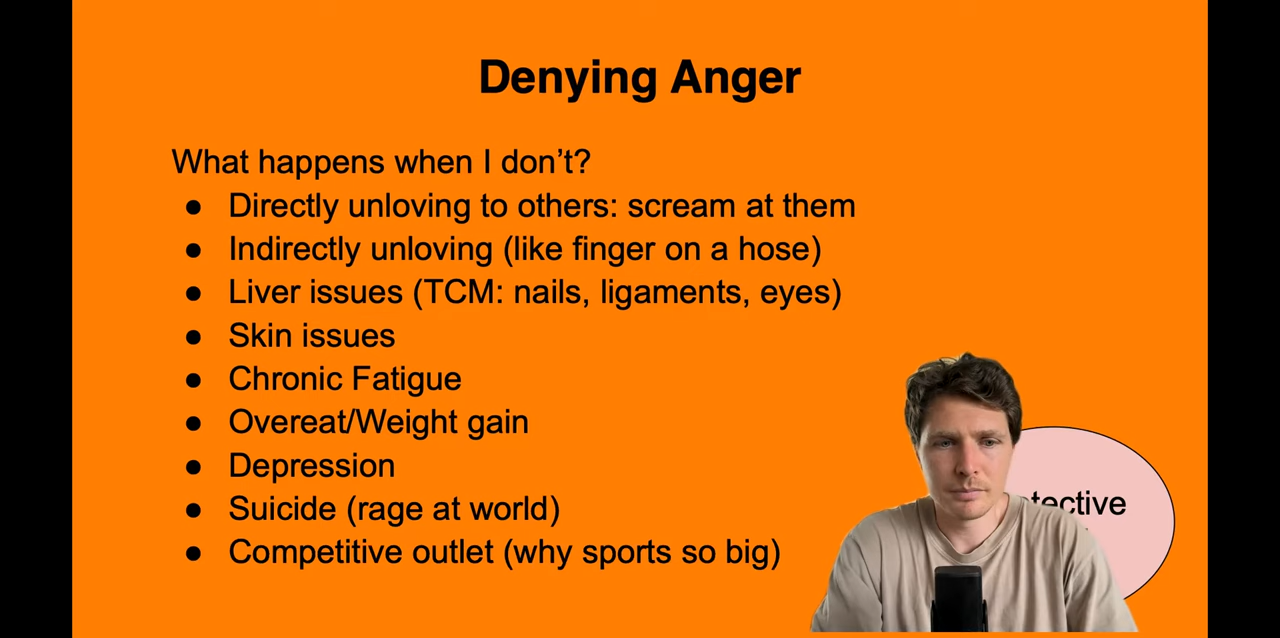 Denying Anger
What happens when I don't?
● Directly unloving to others: scream at them
● Indirectly unloving (like finger on a hose)
● Liver issues (TCM: nails, ligaments, eyes)
● Skin issues
● Chronic Fatigue
● Overeat/Weight gain
● Depression
● Suicide (rage at world)
● Competitive outlet (why sports so big)